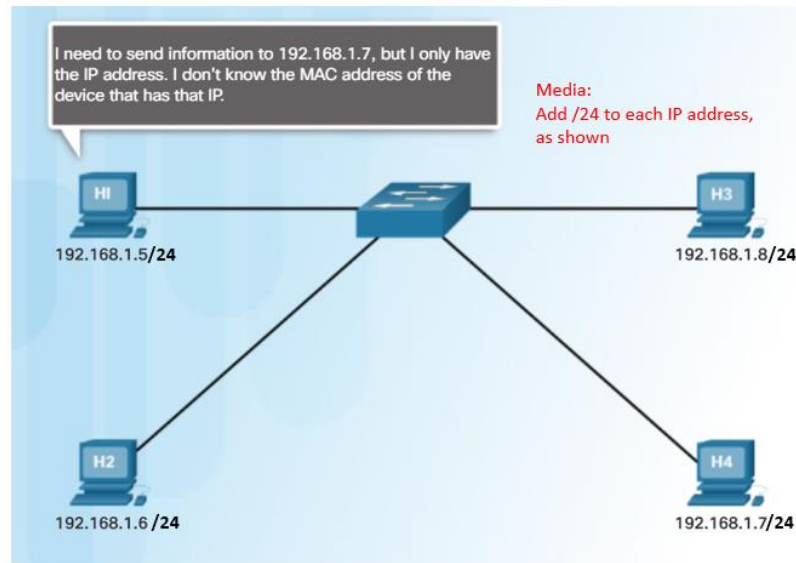 I need to send information to 192.168.1.7, but I only have
the IP address. I don't know the MAC address of the
device that has that IP.
Media:
Add /24 to each IP address,
as shown
H1
192.168.1.5/24
H3
192.168.1.8/24
H2
192.168.1.6 /24
H4
192.168.1.7/24